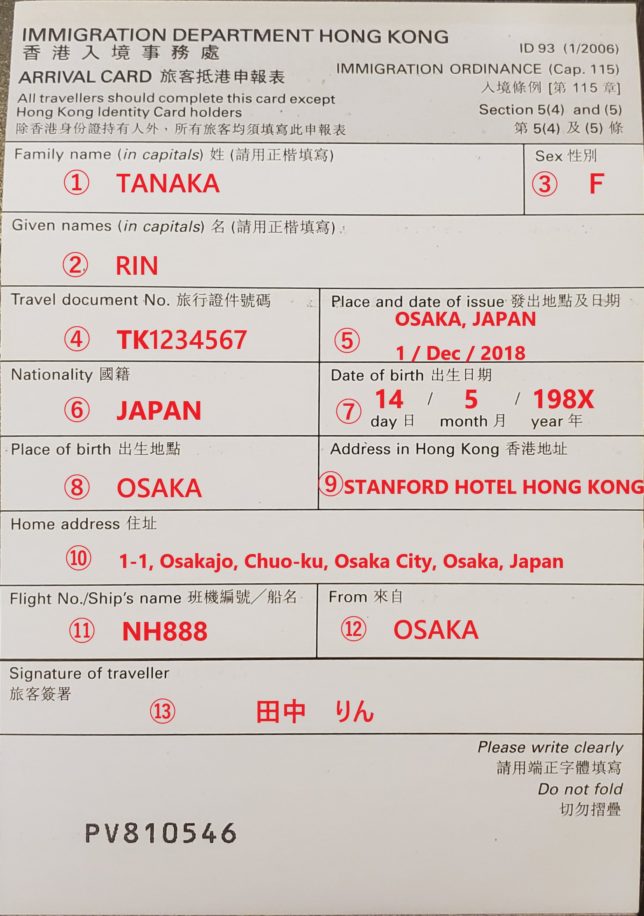 IMMIGRATION DEPARTMENT HONG KONG
香港入境事務處
ID 93 (1/2006)
ARRIVAL CARD 旅客抵港申報表
IMMIGRATION ORDINANCE (Cap. 115)
入境條例 [第 115 章]
All travellers should complete this card except
Hong Kong Identity Card holders
Section 5(4) and (5)
除香港身份證持有人外，所有旅客均須填寫此申報表
第 5(4) 及 (5) 條
Family name (in capitals) 姓 (請用正楷填寫)
① TANAKA
Sex 性別
③ F
Given names (in capitals) 名 (請用正楷填寫)
② RIN
Travel document No. 旅行證件號碼
④ TK1234567
Place and date of issue 發出地點及日期
OSAKA, JAPAN
⑤
1 / Dec / 2018
Nationality 國籍
⑥ JAPAN
Date of birth 出生日期
⑦ 14 / 5 / 198X
day 日 month 月 year 年
Place of birth 出生地點
⑧ OSAKA
Address in Hong Kong 香港地址
⑨STANFORD HOTEL HONG KONG
Home address 住址
⑩ 1-1, Osakajo, Chuo-ku, Osaka City, Osaka, Japan
Flight No./Ship's name 班機編號／船名
⑪ NH888
From 來自
⑫ OSAKA
Signature of traveller
旅客簽署
⑬ 田中 りん
Please write clearly
請用端正字體填寫
Do not fold
切勿摺疊
PV810546